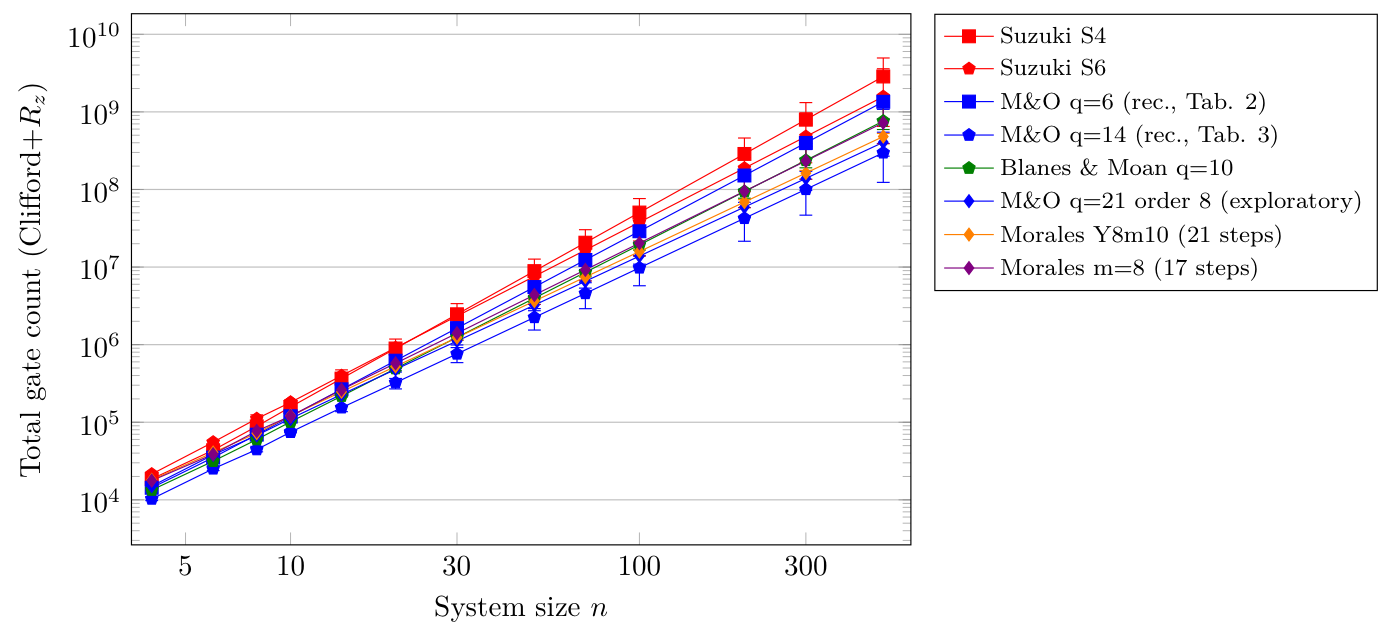 10^10
10^9
10^8
10^7
10^6
10^5
10^4
Total gate count (Clifford+R_z)
5 10 30 100 300
System size n
Suzuki S4
Suzuki S6
M&O q=6 (rec., Tab. 2)
M&O q=14 (rec., Tab. 3)
Blanes & Moan q=10
M&O q=21 order 8 (exploratory)
Morales Y8m10 (21 steps)
Morales m=8 (17 steps)